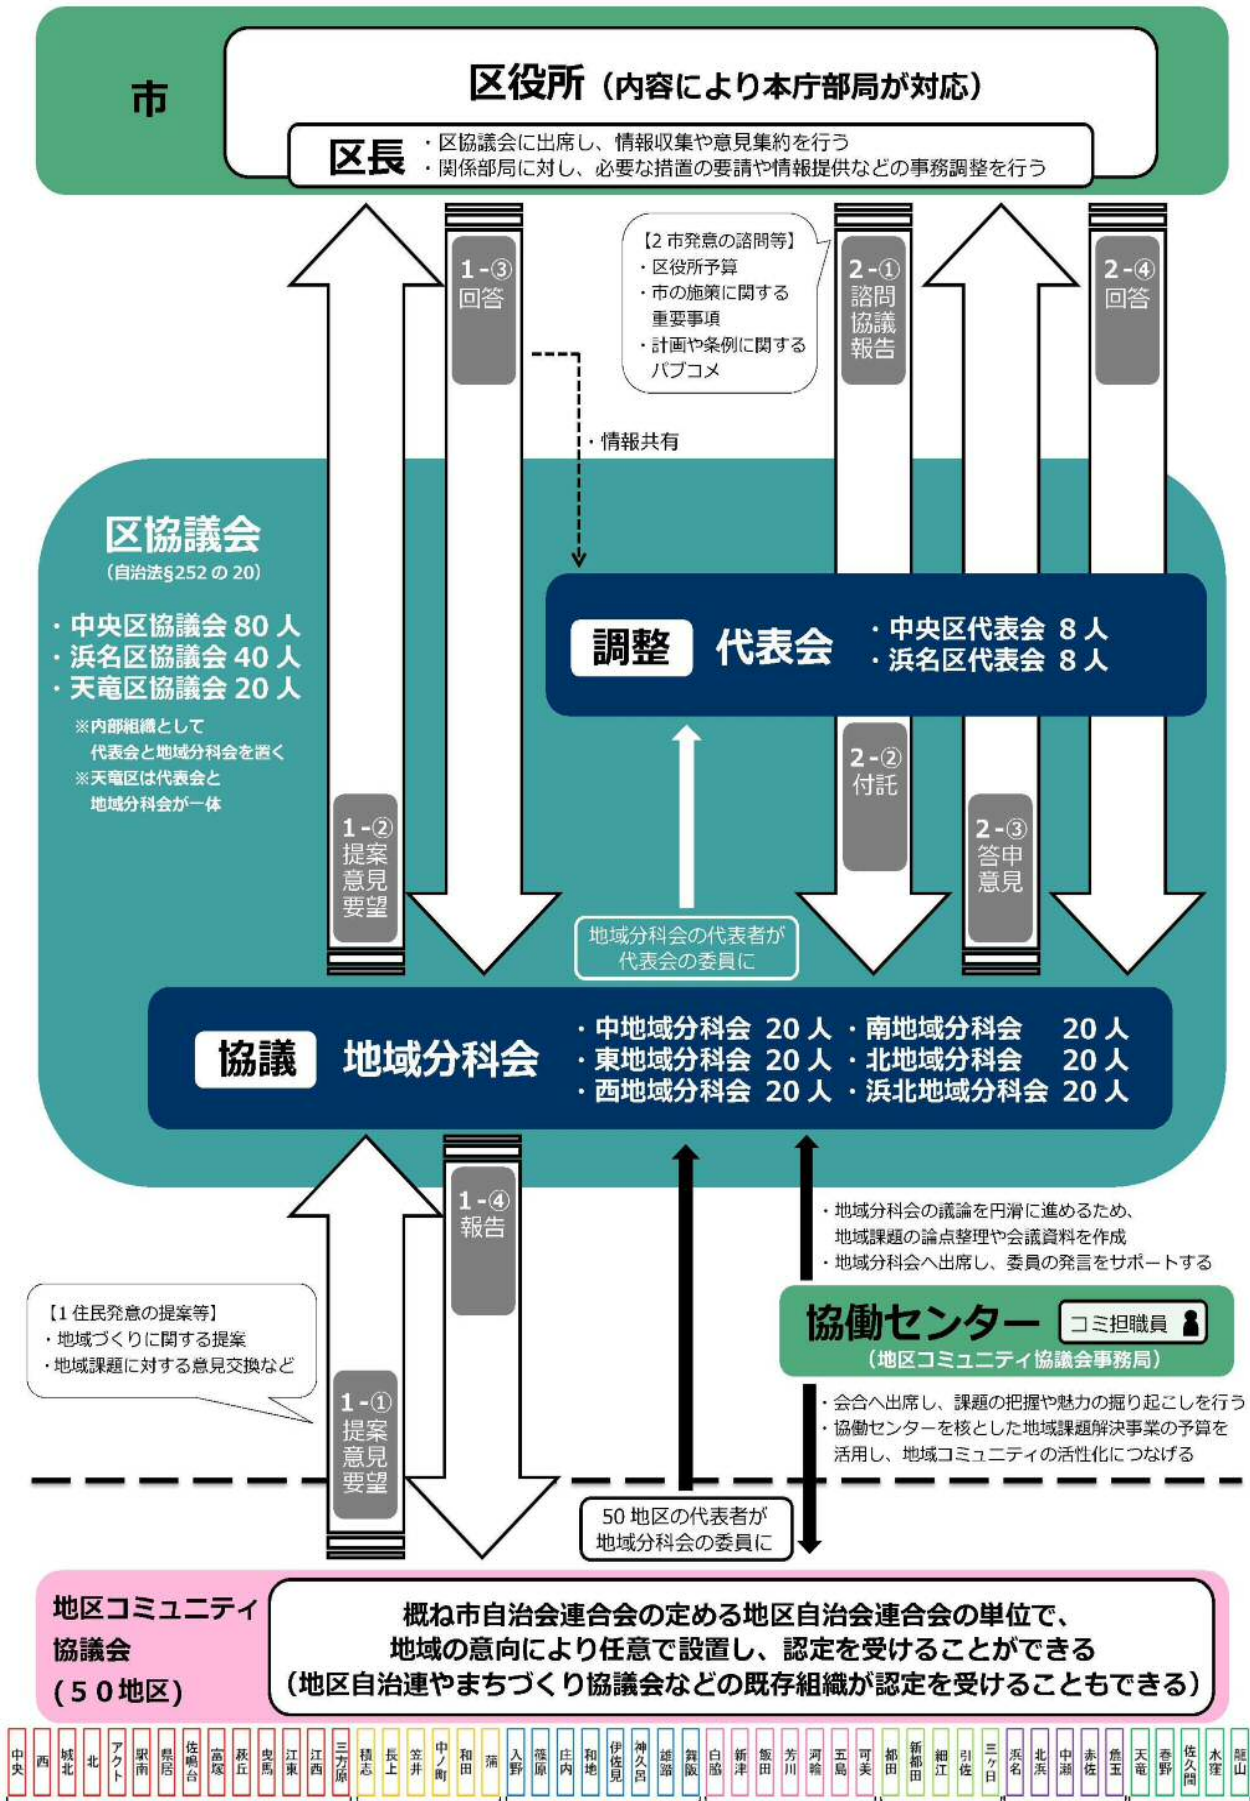 市
区役所（内容により本庁部局が対応）
区長
・区協議会に出席し、情報収集や意見集約を行う
・関係部局に対し、必要な措置の要請や情報提供などの事務調整を行う
1-③
回答
【2 市発意の諮問等】
・区役所予算
・市の施策に関する
重要事項
・計画や条例に関する
パブコメ
2-①
諮問
協議
報告
2-④
回答
・情報共有
区協議会
（自治法§252 の 20）
・中央区協議会 80 人
・浜名区協議会 40 人
・天竜区協議会 20 人
※内部組織として
代表会と地域分科会を置く
※天竜区は代表会と
地域分科会が一体
調整
代表会
・中央区代表会 8 人
・浜名区代表会 8 人
1-②
提案
意見
要望
2-②
付託
2-③
答申
意見
地域分科会の代表者が
代表会の委員に
協議
地域分科会
・中地域分科会 20 人 ・南地域分科会 20 人
・東地域分科会 20 人 ・北地域分科会 20 人
・西地域分科会 20 人 ・浜北地域分科会 20 人
1-④
報告
・地域分科会の議論を円滑に進めるため、
地域課題の論点整理や会議資料を作成
・地域分科会へ出席し、委員の発言をサポートする
【1 住民発意の提案等】
・地域づくりに関する提案
・地域課題に対する意見交換など
協働センター
コミ担職員
（地区コミュニティ協議会事務局）
1-①
提案
意見
要望
・会合へ出席し、課題の把握や魅力の掘り起こしを行う
・協働センターを核とした地域課題解決事業の予算を
活用し、地域コミュニティの活性化につなげる
50 地区の代表者が
地域分科会の委員に
地区コミュニティ
協議会
(５０地区)
概ね市自治会連合会の定める地区自治会連合会の単位で、
地域の意向により任意で設置し、認定を受けることができる
（地区自治連やまちづくり協議会などの既存組織が認定を受けることもできる）
中央
西
城北
北
アクト
駅南
県居
佐鳴台
富塚
萩丘
曳馬
江東
江西
三方原
積志
長上
笠井
中ノ町
和田
蒲
入野
篠原
庄内
和地
伊佐見
神久呂
雄踏
舞阪
白脇
新津
飯田
芳川
河輪
五島
可美
都田
新都田
細江
引佐
三ケ日
浜名
北浜
中瀬
赤佐
麁玉
天竜
春野
佐久間
水窪
龍山